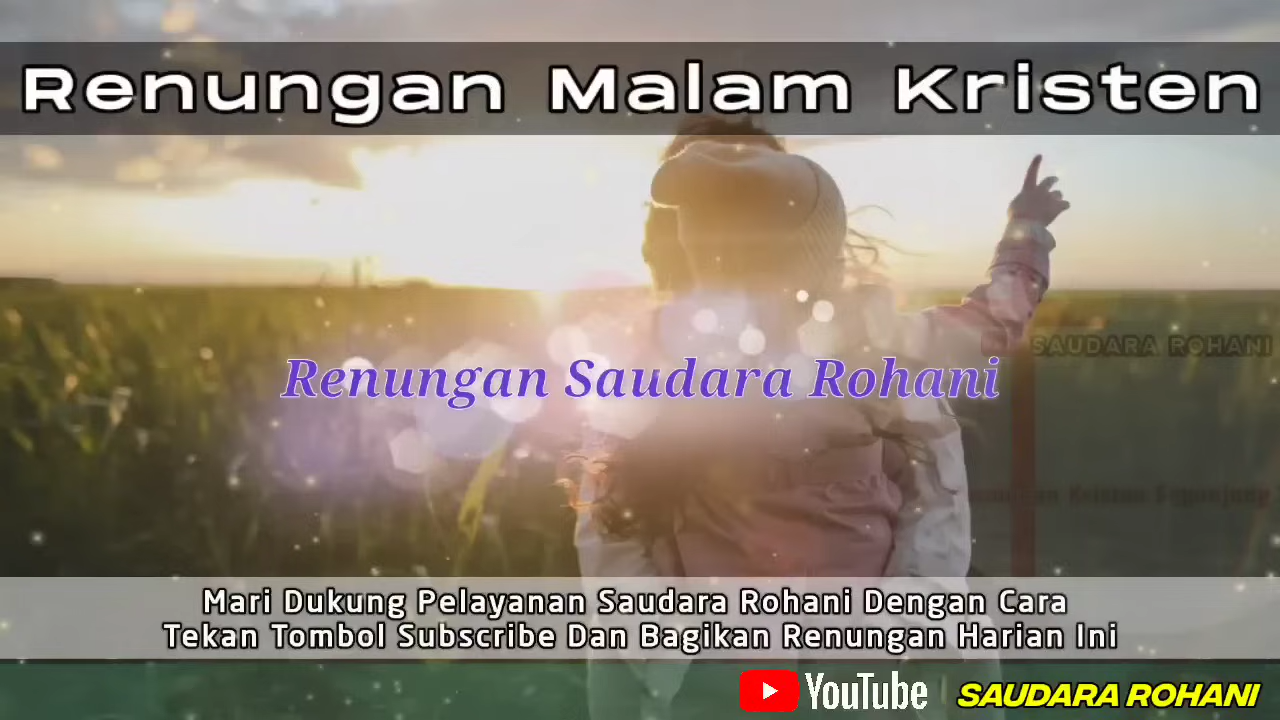 Renungan Malam Kristen
SAUDARA ROHANI
Renungan Saudara Rohani
Mari Dukung Pelayanan Saudara Rohani Dengan Cara
Tekan Tombol Subscribe Dan Bagikan Renungan Harian Ini
YouTube
SAUDARA ROHANI